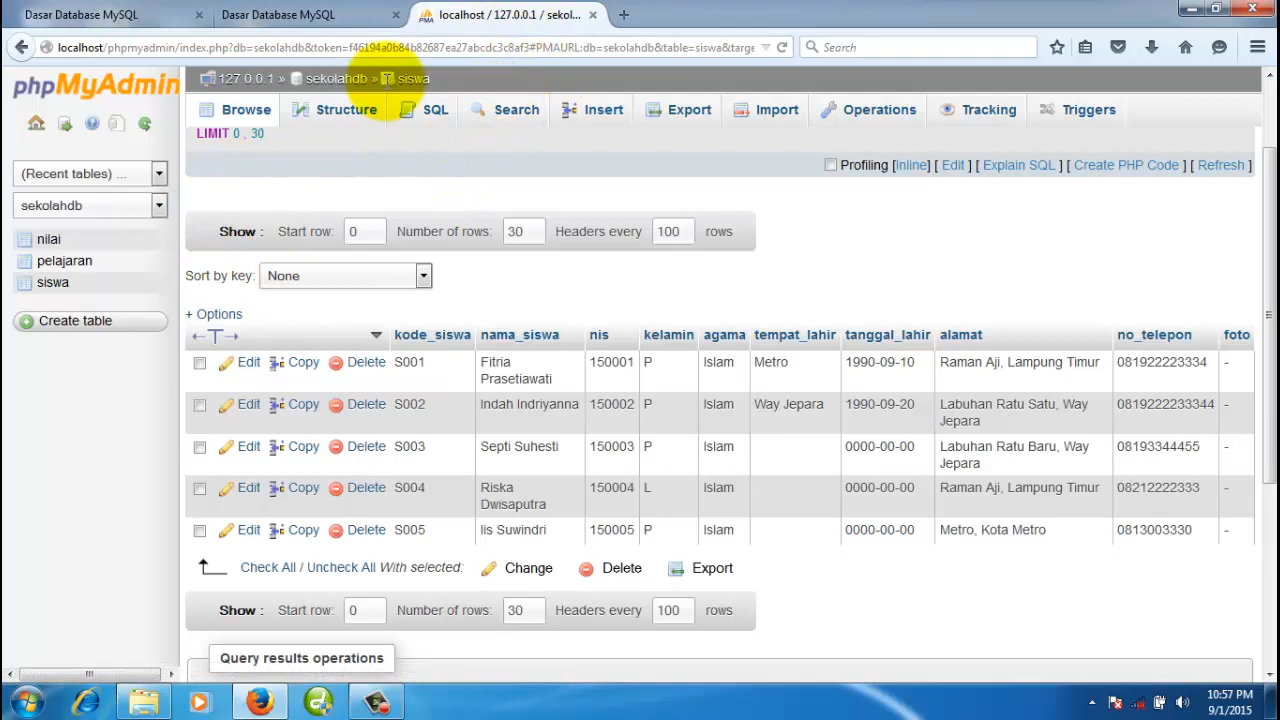 Dasar Database MySQL × Dasar Database MySQL × PMA localhost / 127.0.0.1 / sekol... × +
localhost/phpmyadmin/index.php?db=sekolahdb&token=f46194a0b84b82687ea27abcdc3c8af3#PMAURL:db=sekolahdb&table=siswa&targe Search
phpMyAdmin
127.0.0.1 » sekolahdb » siswa
Browse Structure SQL Search Insert Export Import Operations Tracking Triggers
(Recent tables) ...
sekolahdb
nilai
pelajaran
siswa
Create table
LIMIT 0 , 30
Profiling [Inline] [ Edit ] [ Explain SQL ] [ Create PHP Code ] [ Refresh ]
Show : Start row: 0 Number of rows: 30 Headers every 100 rows
Sort by key: None
+ Options
←T→ kode_siswa nama_siswa nis kelamin agama tempat_lahir tanggal_lahir alamat no_telepon foto
Edit Copy Delete S001 Fitria Prasetiawati 150001 P Islam Metro 1990-09-10 Raman Aji, Lampung Timur 081922223334 -
Edit Copy Delete S002 Indah Indriyanna 150002 P Islam Way Jepara 1990-09-20 Labuhan Ratu Satu, Way Jepara 0819222233344 -
Edit Copy Delete S003 Septi Suhesti 150003 P Islam 0000-00-00 Labuhan Ratu Baru, Way Jepara 08193344455 -
Edit Copy Delete S004 Riska Dwisaputra 150004 L Islam 0000-00-00 Raman Aji, Lampung Timur 08212222333 -
Edit Copy Delete S005 Iis Suwindri 150005 P Islam 0000-00-00 Metro, Kota Metro 0813003330 -
Check All / Uncheck All With selected: Change Delete Export
Show : Start row: 0 Number of rows: 30 Headers every 100 rows
Query results operations
10:57 PM
9/1/2015